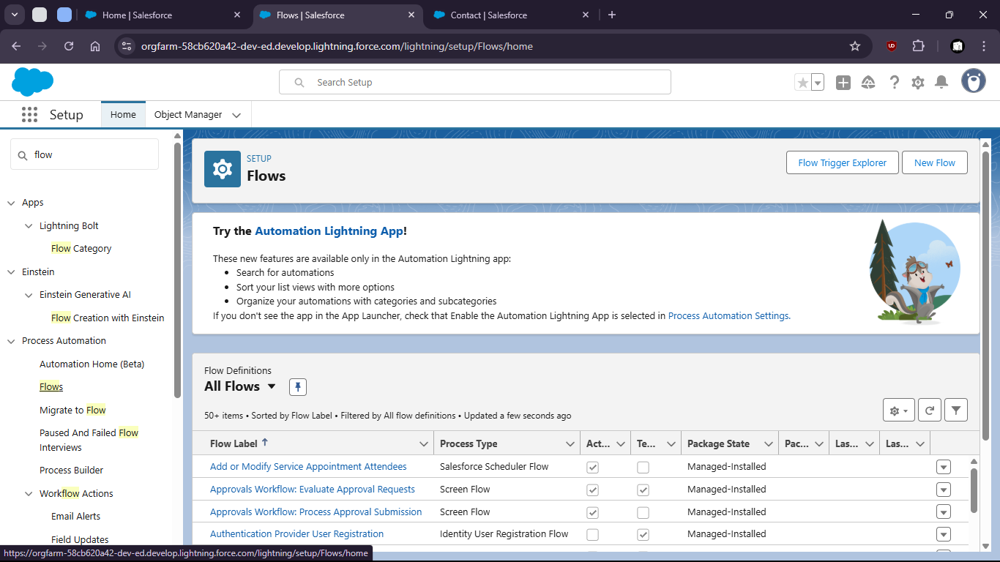 Home | Salesforce
Flows | Salesforce
Contact | Salesforce
orgfarm-58cb620a42-dev-ed.develop.lightning.force.com/lightning/setup/Flows/home
Search Setup
Setup
Home
Object Manager
flow
Apps
Lightning Bolt
Flow Category
Einstein
Einstein Generative AI
Flow Creation with Einstein
Process Automation
Automation Home (Beta)
Flows
Migrate to Flow
Paused And Failed Flow
Interviews
Process Builder
Workflow Actions
Email Alerts
Field Updates
SETUP
Flows
Flow Trigger Explorer
New Flow
Try the Automation Lightning App!
These new features are available only in the Automation Lightning app:
• Search for automations
• Sort your list views with more options
• Organize your automations with categories and subcategories
If you don't see the app in the App Launcher, check that Enable the Automation Lightning App is selected in Process Automation Settings.
Flow Definitions
All Flows
50+ items • Sorted by Flow Label • Filtered by All flow definitions • Updated a few seconds ago
Flow Label ↑ Process Type Act... Te... Package State Pac... Las... Las...
Add or Modify Service Appointment Attendees Salesforce Scheduler Flow Managed-Installed
Approvals Workflow: Evaluate Approval Requests Screen Flow Managed-Installed
Approvals Workflow: Process Approval Submission Screen Flow Managed-Installed
Authentication Provider User Registration Identity User Registration Flow Managed-Installed
https://orgfarm-58cb620a42-dev-ed.develop.lightning.force.com/lightning/setup/Flows/home